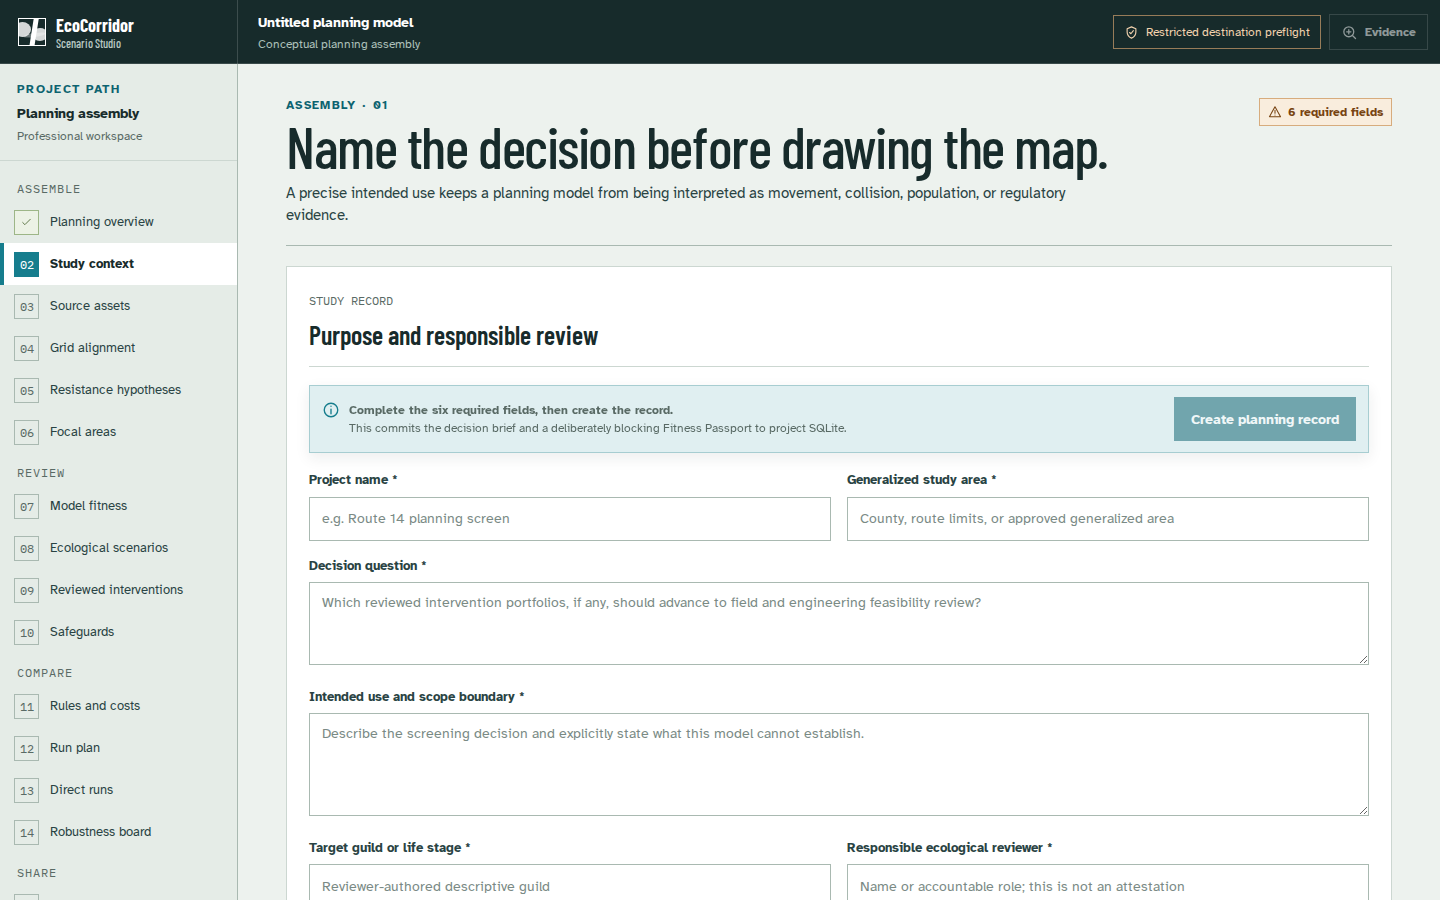 EcoCorridor
Scenario Studio
Untitled planning model
Conceptual planning assembly
Restricted destination preflight
Evidence
PROJECT PATH
Planning assembly
Professional workspace
ASSEMBLE
Planning overview
02 Study context
03 Source assets
04 Grid alignment
05 Resistance hypotheses
06 Focal areas
REVIEW
07 Model fitness
08 Ecological scenarios
09 Reviewed interventions
10 Safeguards
COMPARE
11 Rules and costs
12 Run plan
13 Direct runs
14 Robustness board
SHARE
ASSEMBLY · 01
6 required fields
Name the decision before drawing the map.
A precise intended use keeps a planning model from being interpreted as movement, collision, population, or regulatory
evidence.
STUDY RECORD
Purpose and responsible review
Complete the six required fields, then create the record.
This commits the decision brief and a deliberately blocking Fitness Passport to project SQLite.
Create planning record
Project name *
Generalized study area *
e.g. Route 14 planning screen
County, route limits, or approved generalized area
Decision question *
Which reviewed intervention portfolios, if any, should advance to field and engineering feasibility review?
Intended use and scope boundary *
Describe the screening decision and explicitly state what this model cannot establish.
Target guild or life stage *
Responsible ecological reviewer *
Reviewer-authored descriptive guild
Name or accountable role; this is not an attestation